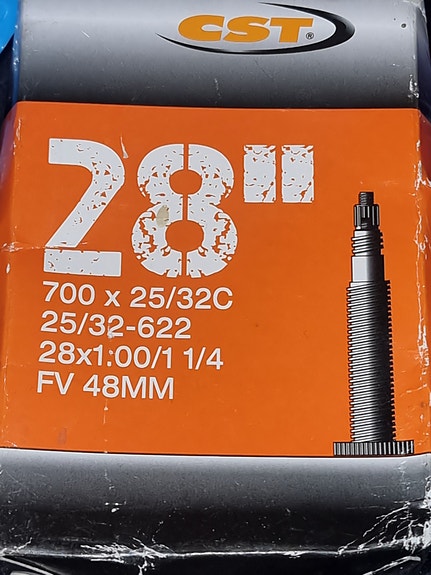 CST®
28"
700 x 25/32C
25/32-622
28x1.00/1 1/4
FV 48MM